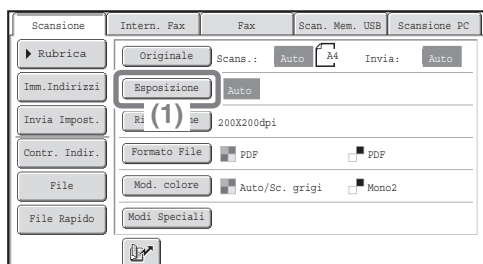 Scansione Intern. Fax Fax Scan. Mem. USB Scansione PC
Rubrica Originale Scans.: Auto A4 Invia: Auto
Imm.Indirizzi Esposizione Auto
Invia Impost. (1) 200X200dpi
Contr. Indir. Formato File PDF PDF
File Mod. colore Auto/Sc. grigi Mono2
File Rapido Modi Speciali